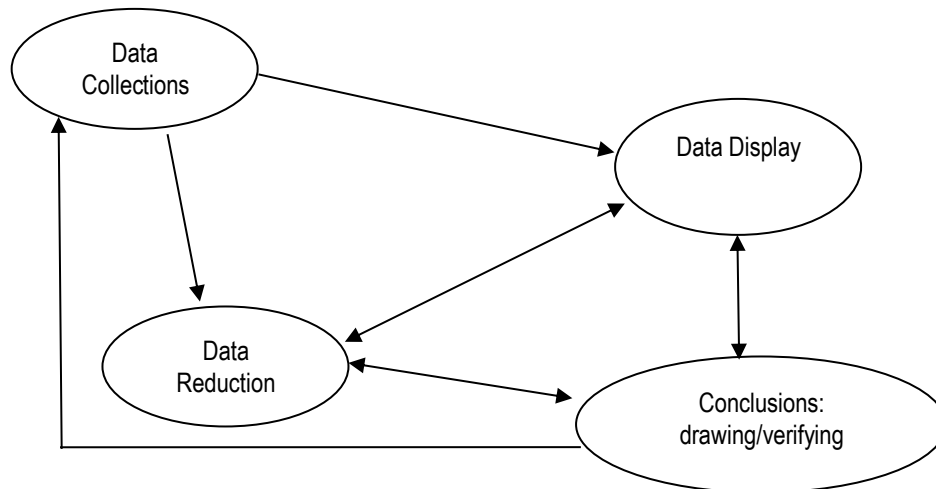 Data
Collections
Data Display
Data
Reduction
Conclusions:
drawing/verifying